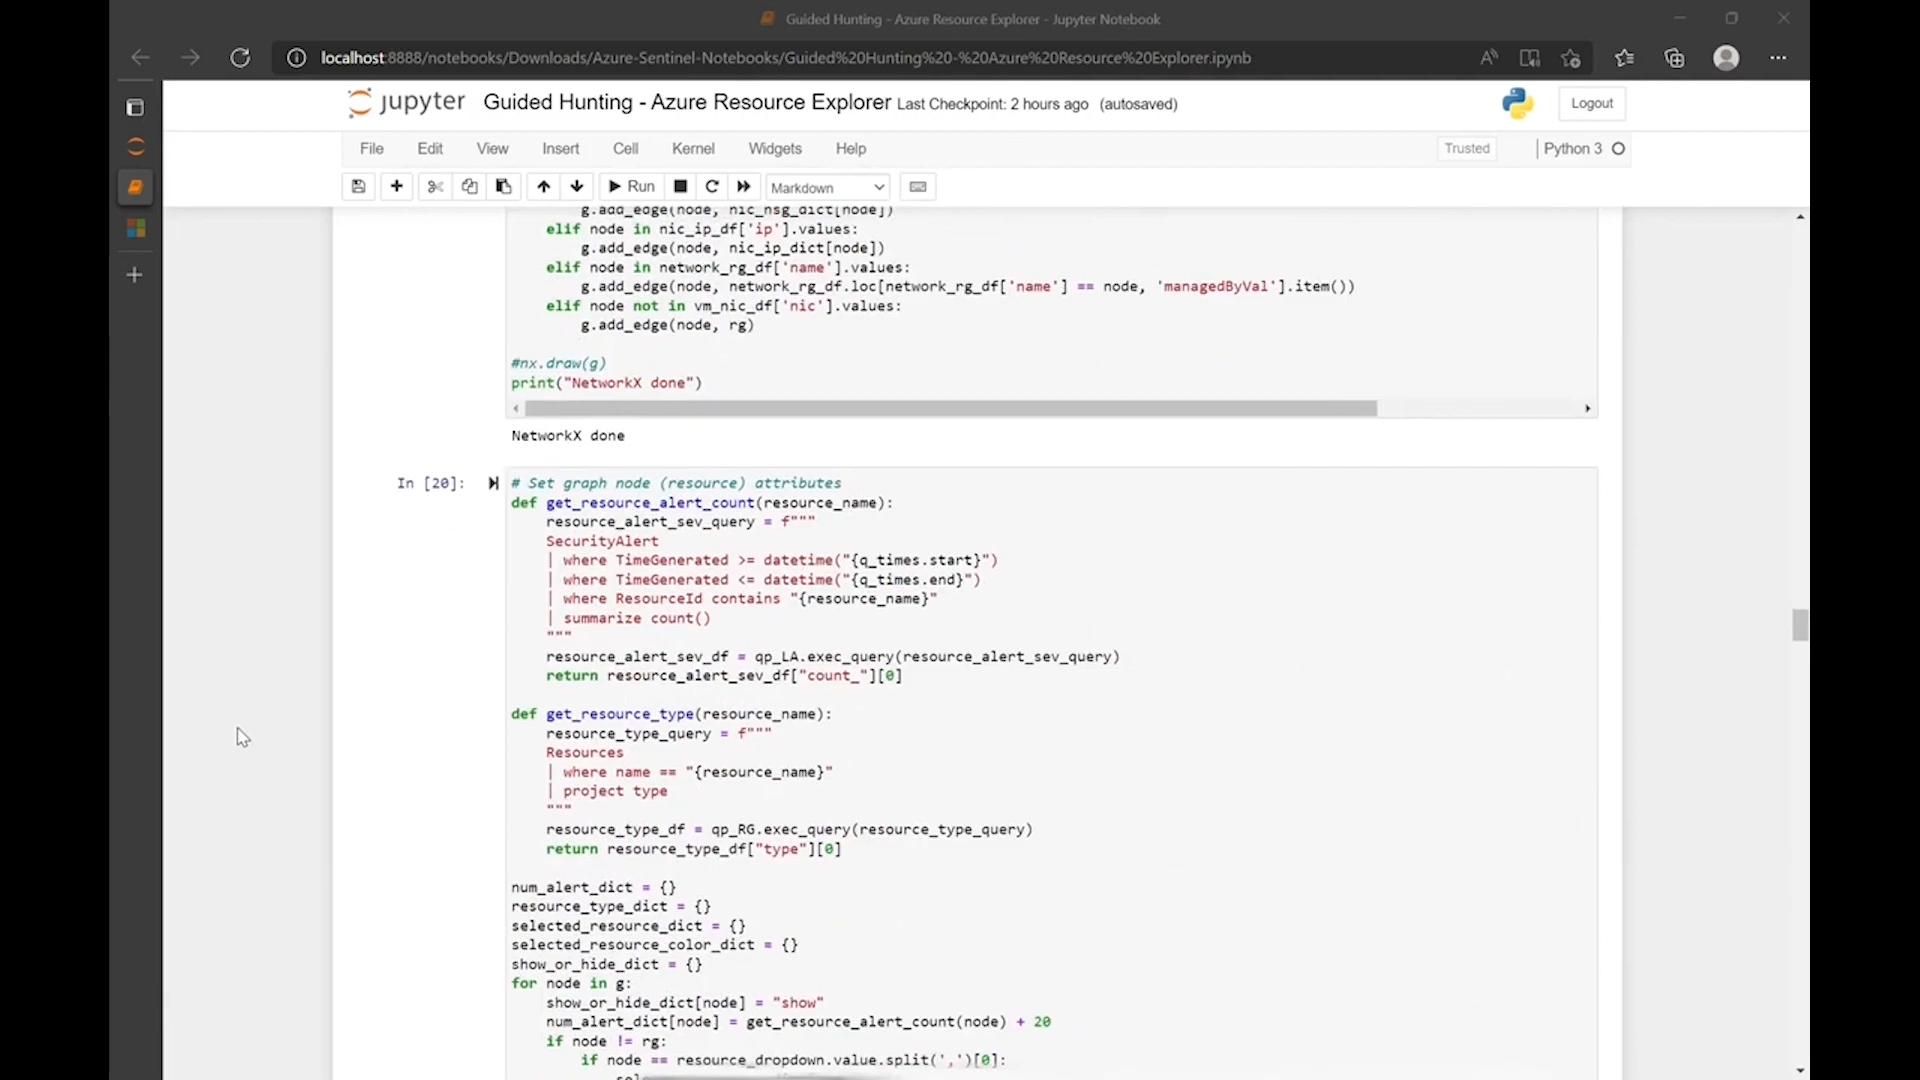 Guided Hunting - Azure Resource Explorer - Jupyter Notebook
localhost:8888/notebooks/Downloads/Azure-Sentinel-Notebooks/Guided%20Hunting%20-%20Azure%20Resource%20Explorer.ipynb
jupyter Guided Hunting - Azure Resource Explorer Last Checkpoint: 2 hours ago (autosaved)
Logout
File Edit View Insert Cell Kernel Widgets Help Trusted Python 3
Run Markdown
g.add_edge(node, nic_nsg_dict[node])
elif node in nic_ip_df['ip'].values:
g.add_edge(node, nic_ip_dict[node])
elif node in network_rg_df['name'].values:
g.add_edge(node, network_rg_df.loc[network_rg_df['name'] == node, 'managedByVal'].item())
elif node not in vm_nic_df['nic'].values:
g.add_edge(node, rg)
#nx.draw(g)
print("NetworkX done")
NetworkX done
In [20]:
# Set graph node (resource) attributes
def get_resource_alert_count(resource_name):
resource_alert_sev_query = f"""
SecurityAlert
| where TimeGenerated >= datetime("{q_times.start}")
| where TimeGenerated <= datetime("{q_times.end}")
| where ResourceId contains "{resource_name}"
| summarize count()
"""
resource_alert_sev_df = qp_LA.exec_query(resource_alert_sev_query)
return resource_alert_sev_df["count_"][0]
def get_resource_type(resource_name):
resource_type_query = f"""
Resources
| where name == "{resource_name}"
| project type
"""
resource_type_df = qp_RG.exec_query(resource_type_query)
return resource_type_df["type"][0]
num_alert_dict = {}
resource_type_dict = {}
selected_resource_dict = {}
selected_resource_color_dict = {}
show_or_hide_dict = {}
for node in g:
show_or_hide_dict[node] = "show"
num_alert_dict[node] = get_resource_alert_count(node) + 20
if node != rg:
if node == resource_dropdown.value.split(',')[0]: